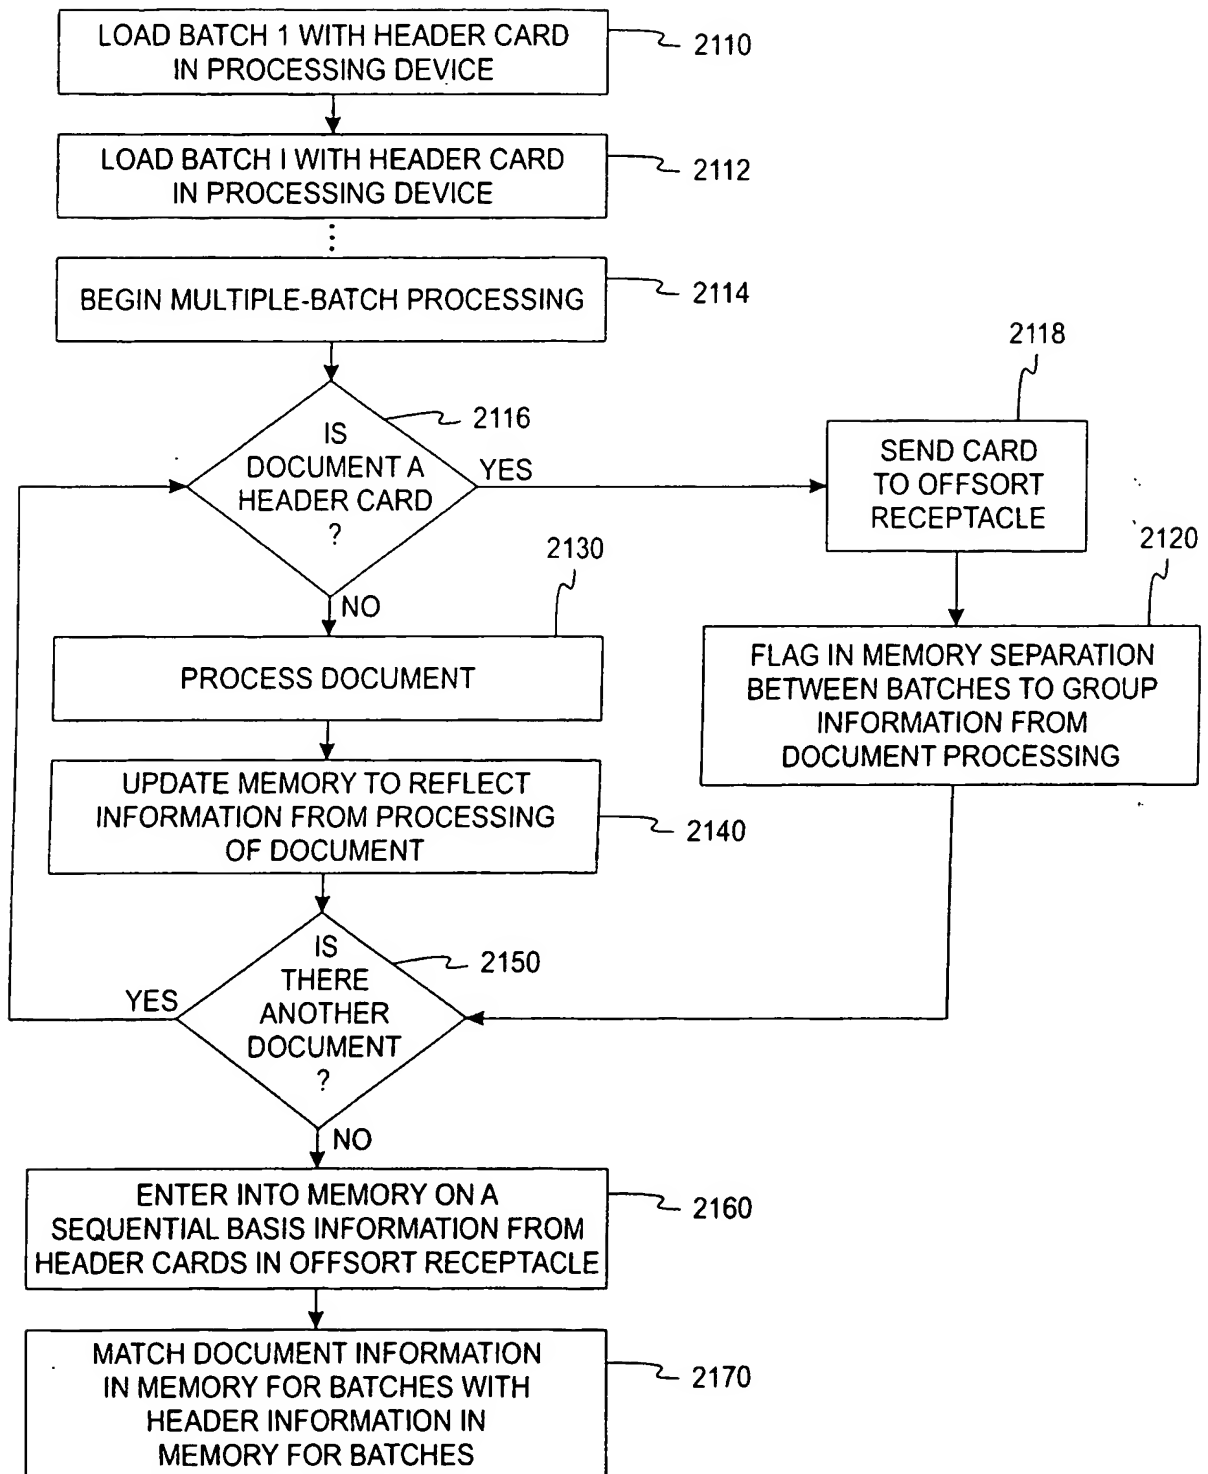 LOAD BATCH 1 WITH HEADER CARD
IN PROCESSING DEVICE
2110
LOAD BATCH I WITH HEADER CARD
IN PROCESSING DEVICE
2112
BEGIN MULTIPLE-BATCH PROCESSING
2114
IS
DOCUMENT A
HEADER CARD
?
2116
YES
2118
SEND CARD
TO OFFSORT
RECEPTACLE
2120
FLAG IN MEMORY SEPARATION
BETWEEN BATCHES TO GROUP
INFORMATION FROM
DOCUMENT PROCESSING
NO
2130
PROCESS DOCUMENT
UPDATE MEMORY TO REFLECT
INFORMATION FROM PROCESSING
OF DOCUMENT
2140
IS
THERE
ANOTHER
DOCUMENT
?
2150
YES
NO
ENTER INTO MEMORY ON A
SEQUENTIAL BASIS INFORMATION FROM
HEADER CARDS IN OFFSORT RECEPTACLE
2160
MATCH DOCUMENT INFORMATION
IN MEMORY FOR BATCHES WITH
HEADER INFORMATION IN
MEMORY FOR BATCHES
2170